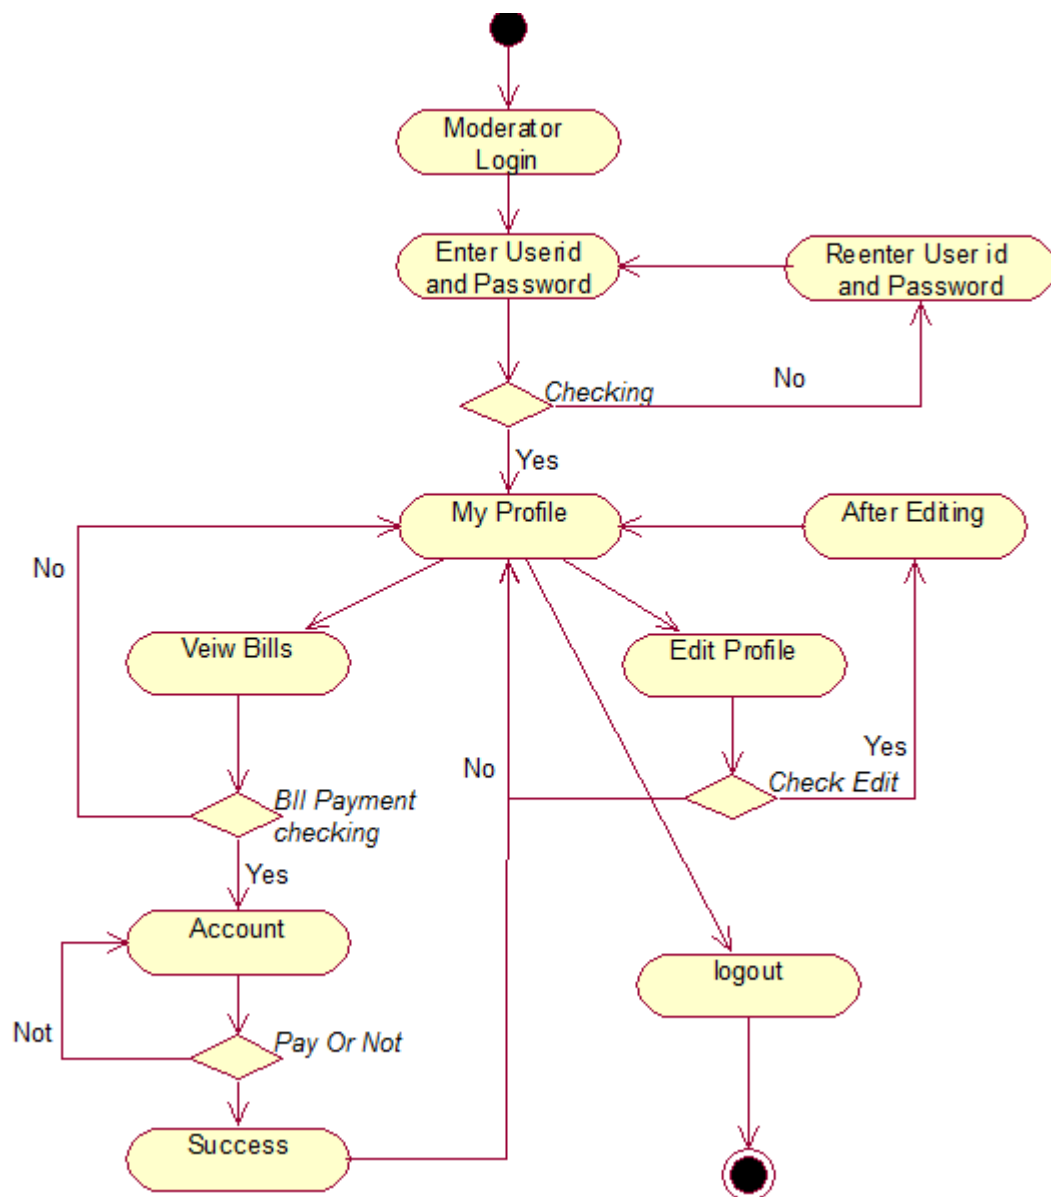 Moderator
Login
Enter Userid
and Password
Reenter User id
and Password
Checking
No
Yes
My Profile
After Editing
No
Veiw Bills
Edit Profile
No
Yes
Check Edit
BIl Payment
checking
Yes
Account
logout
Not
Pay Or Not
Success